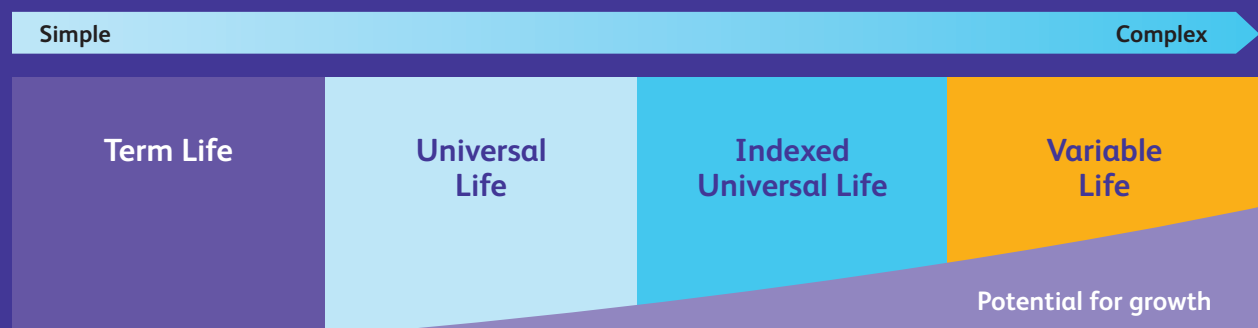 Simple
Complex
Term Life
Universal
Life
Indexed
Universal Life
Variable
Life
Potential for growth